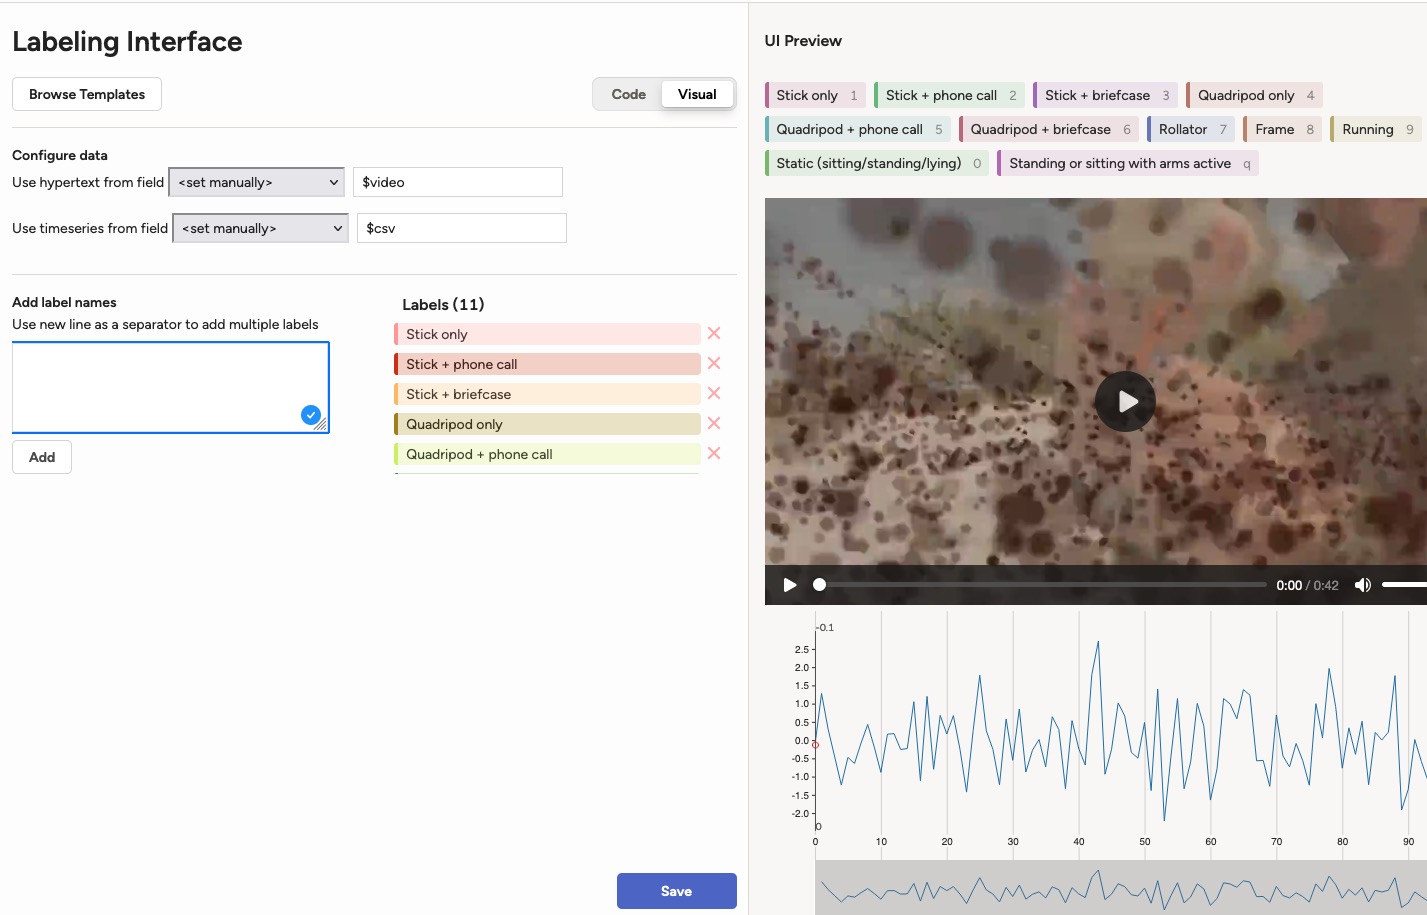 Labeling Interface
Browse Templates
Code Visual
Configure data
Use hypertext from field <set manually> $video
Use timeseries from field <set manually> $csv
Add label names
Use new line as a separator to add multiple labels
Add
Labels (11)
Stick only
Stick + phone call
Stick + briefcase
Quadripod only
Quadripod + phone call
Save
UI Preview
Stick only 1 Stick + phone call 2 Stick + briefcase 3 Quadripod only 4
Quadripod + phone call 5 Quadripod + briefcase 6 Rollator 7 Frame 8 Running 9
Static (sitting/standing/lying) 0 Standing or sitting with arms active q
0:00 / 0:42
-0.1
2.5
2.0
1.5
1.0
0.5
0.0
-0.5
-1.0
-1.5
-2.0
0
0 10 20 30 40 50 60 70 80 90